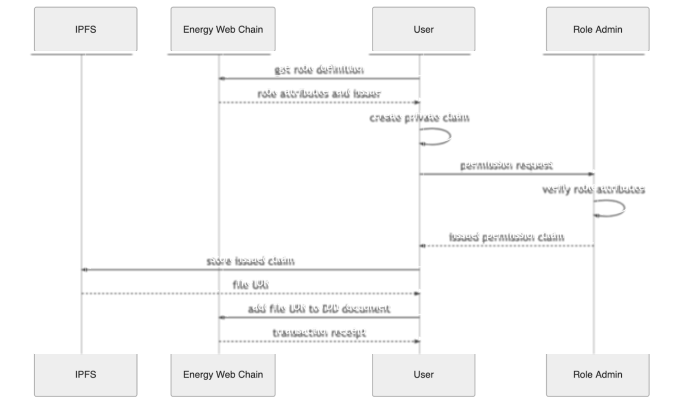 IPFS
Energy Web Chain
User
Role Admin
get role definition
role attributes and issuer
create private claim
permission request
verify role attributes
issued permission claim
store issued claim
file URI
add file URI to DID document
transaction receipt
IPFS
Energy Web Chain
User
Role Admin